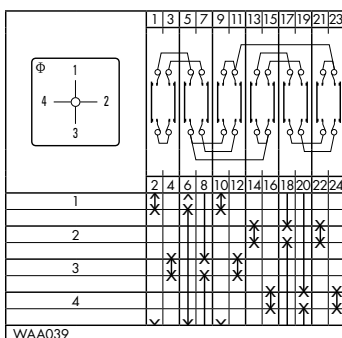 1 3 5 7 9 11 13 15 17 19 21 23
Φ
1
4 2
3
2 4 6 8 10 12 14 16 18 20 22 24
1 X X X
X X X
2 X X X
X X X
3 X X X
X X X
4 X X X
X X X
WAA039